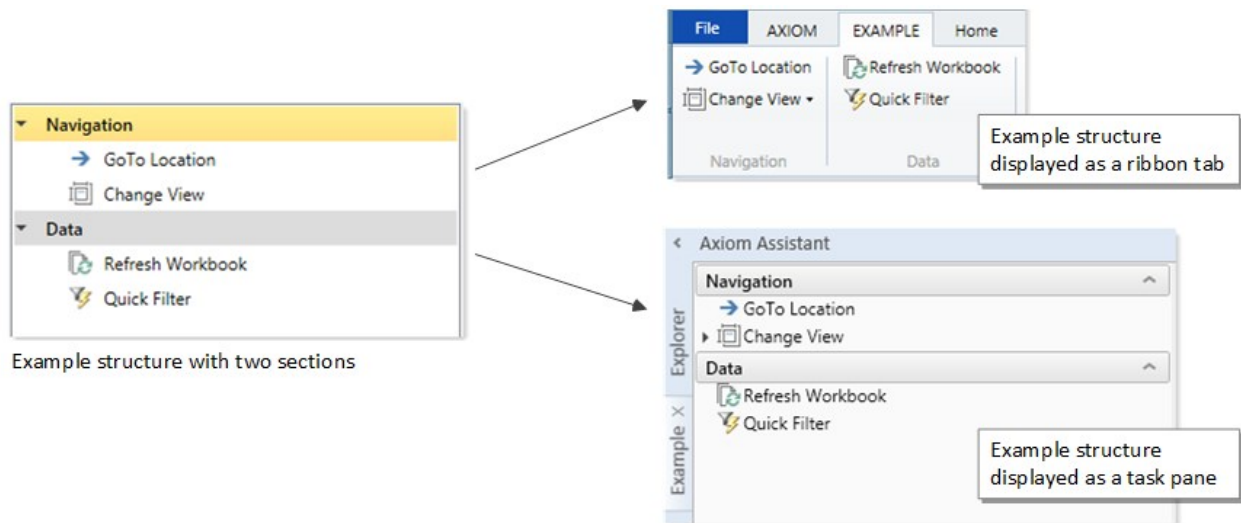 Navigation
GoTo Location
Change View
Data
Refresh Workbook
Quick Filter
Example structure with two sections
File AXIOM EXAMPLE Home
GoTo Location Refresh Workbook
Change View Quick Filter
Navigation Data
Example structure
displayed as a ribbon tab
Axiom Assistant
Explorer
Example X
Navigation
GoTo Location
Change View
Data
Refresh Workbook
Quick Filter
Example structure
displayed as a task pane